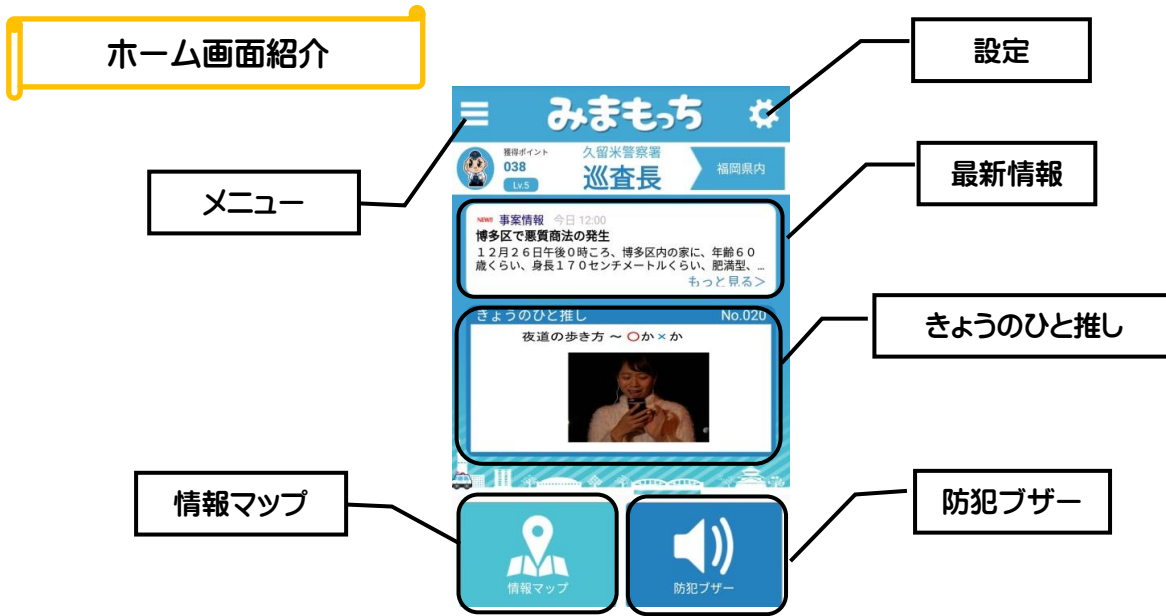 ホーム画面紹介
設定
みまもっち
獲得ポイント
038
Lv.5
久留米警察署
巡査長
福岡県内
最新情報
メニュー
NEW!! 事案情報 今日 12:00
博多区で悪質商法の発生
12月26日午後0時ころ、博多区内の家に、年齢60
歳くらい、身長170センチメートルくらい、肥満型、…
もっと見る>
きょうのひと推し No.020
きょうのひと推し
夜道の歩き方 ~ 〇か×か
情報マップ
防犯ブザー
情報マップ
防犯ブザー